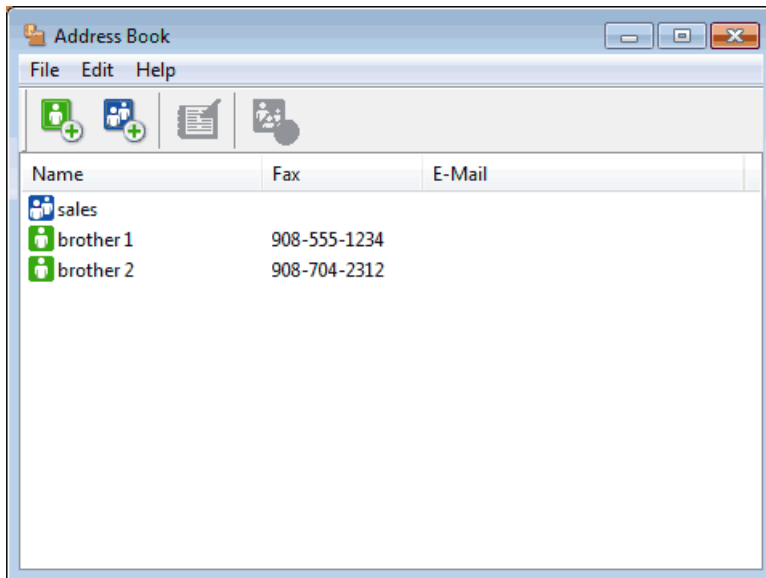 Address Book
File Edit Help
Name Fax E-Mail
sales
brother 1 908-555-1234
brother 2 908-704-2312